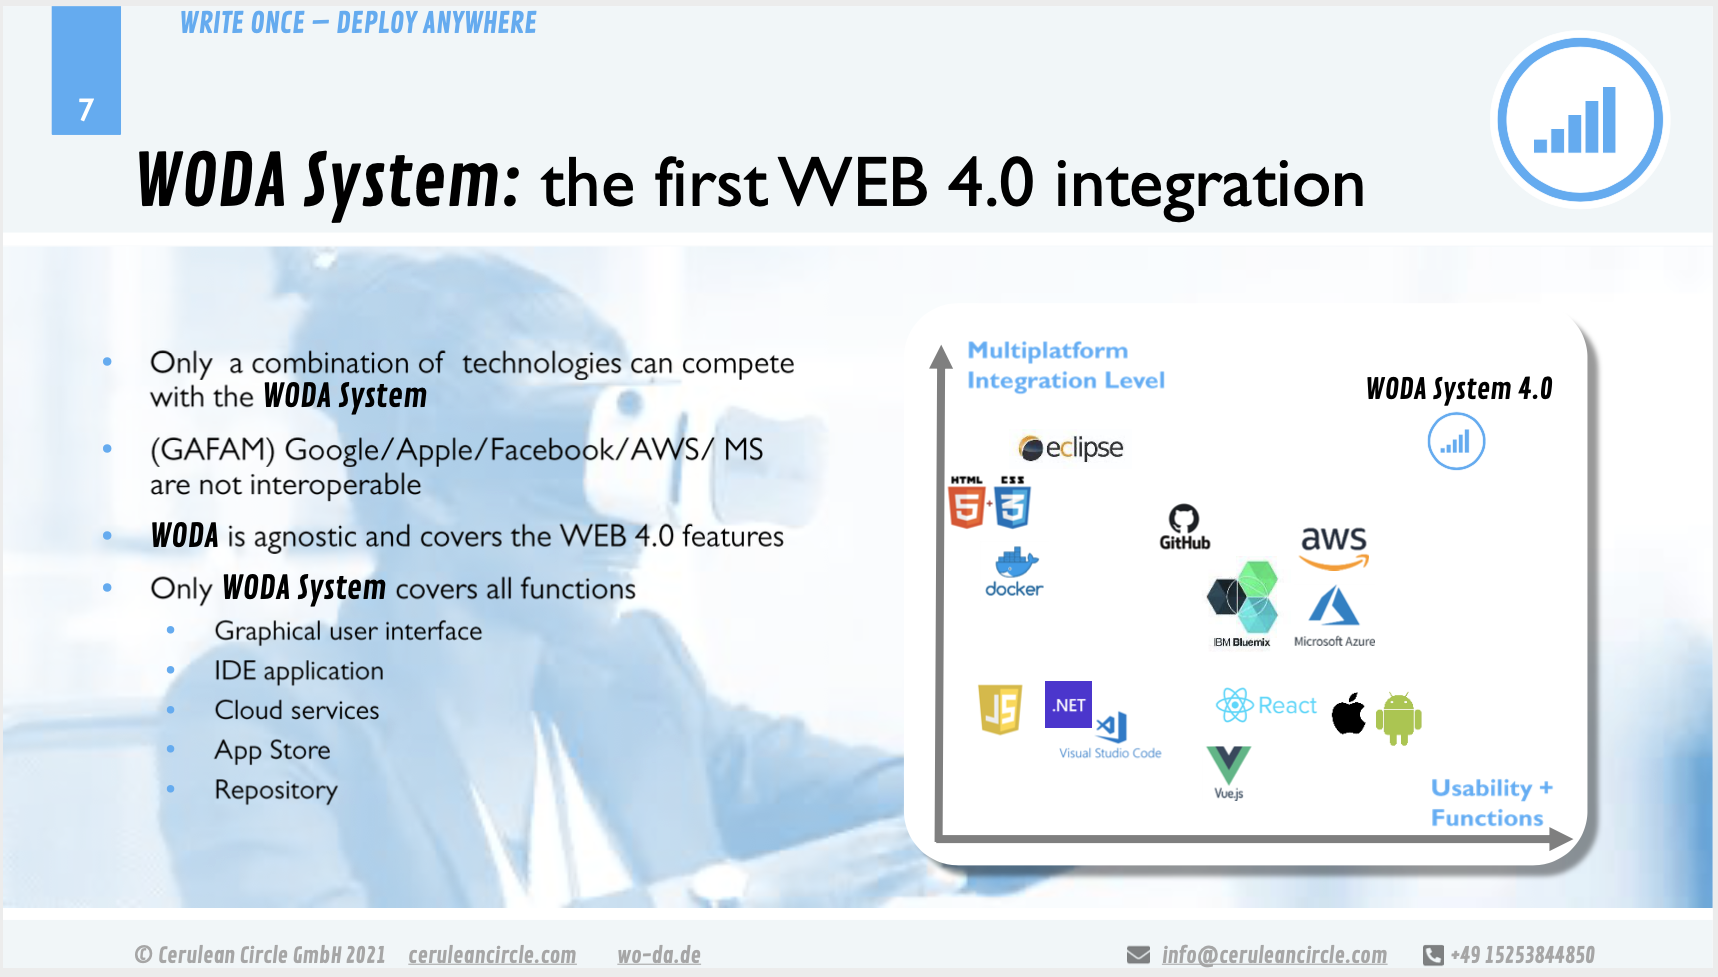 WRITE ONCE – DEPLOY ANYWHERE
7
WODA System: the first WEB 4.0 integration
Only a combination of technologies can compete
with the WODA System
(GAFAM) Google/Apple/Facebook/AWS/ MS
are not interoperable
WODA is agnostic and covers the WEB 4.0 features
Only WODA System covers all functions
Graphical user interface
IDE application
Cloud services
App Store
Repository
Multiplatform
Integration Level
WODA System 4.0
eclipse
HTML CSS
5 + 3
GitHub
aws
docker
IBM Bluemix
Microsoft Azure
JS
.NET
Visual Studio Code
React
Vue.js
Usability +
Functions
© Cerulean Circle GmbH 2021 ceruleancircle.com wo-da.de info@ceruleancircle.com +49 15253844850